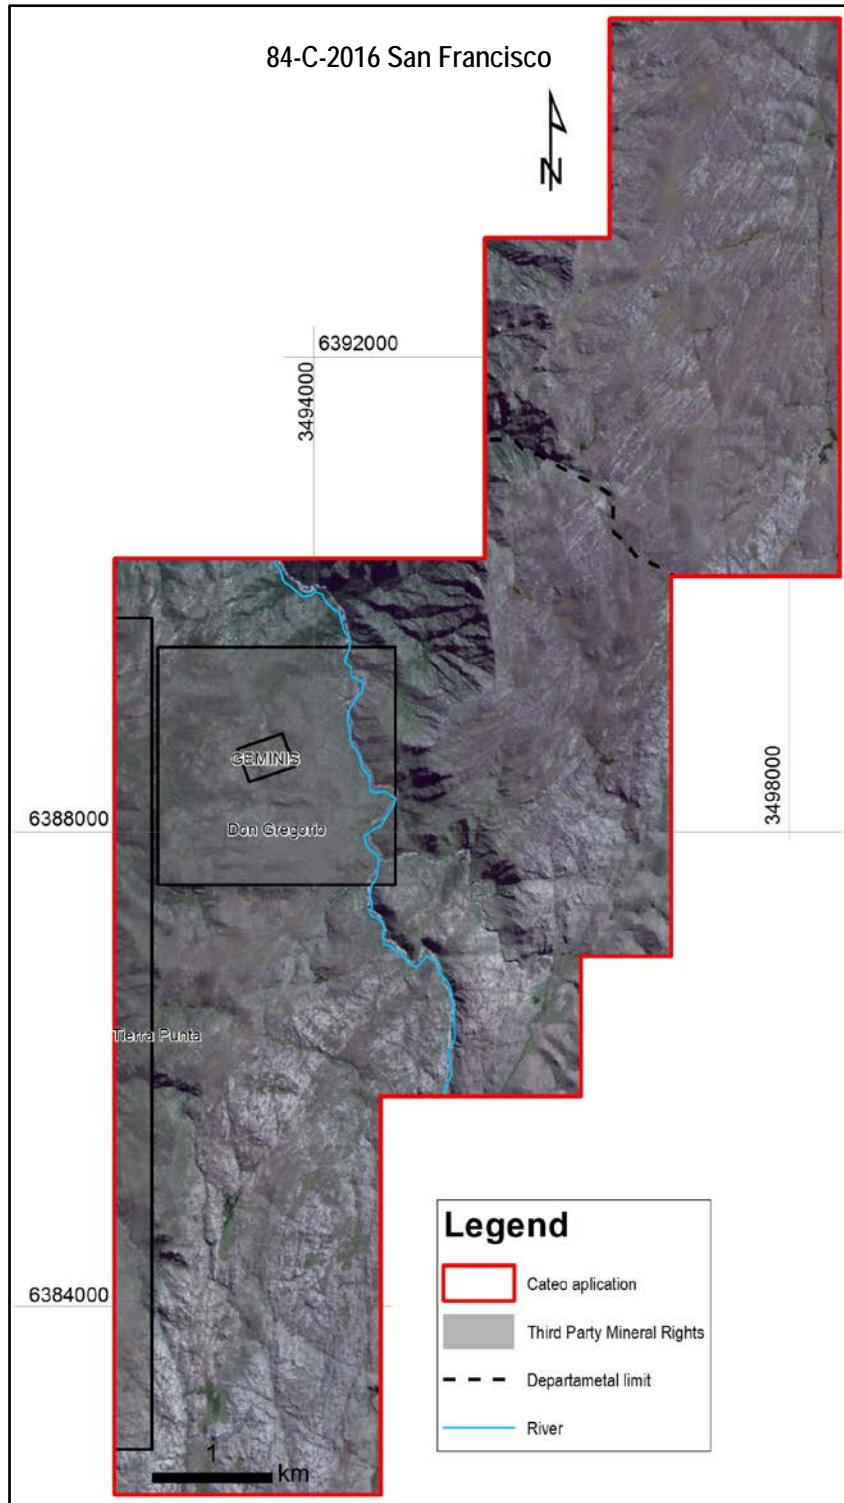 84-C-2016 San Francisco
N
6392000
3494000
GEMINIS
3498000
6388000
Don Gregorio
Tierra Punta
6384000
Legend
Cateo aplication
Third Party Mineral Rights
Departametal limit
River
1
km